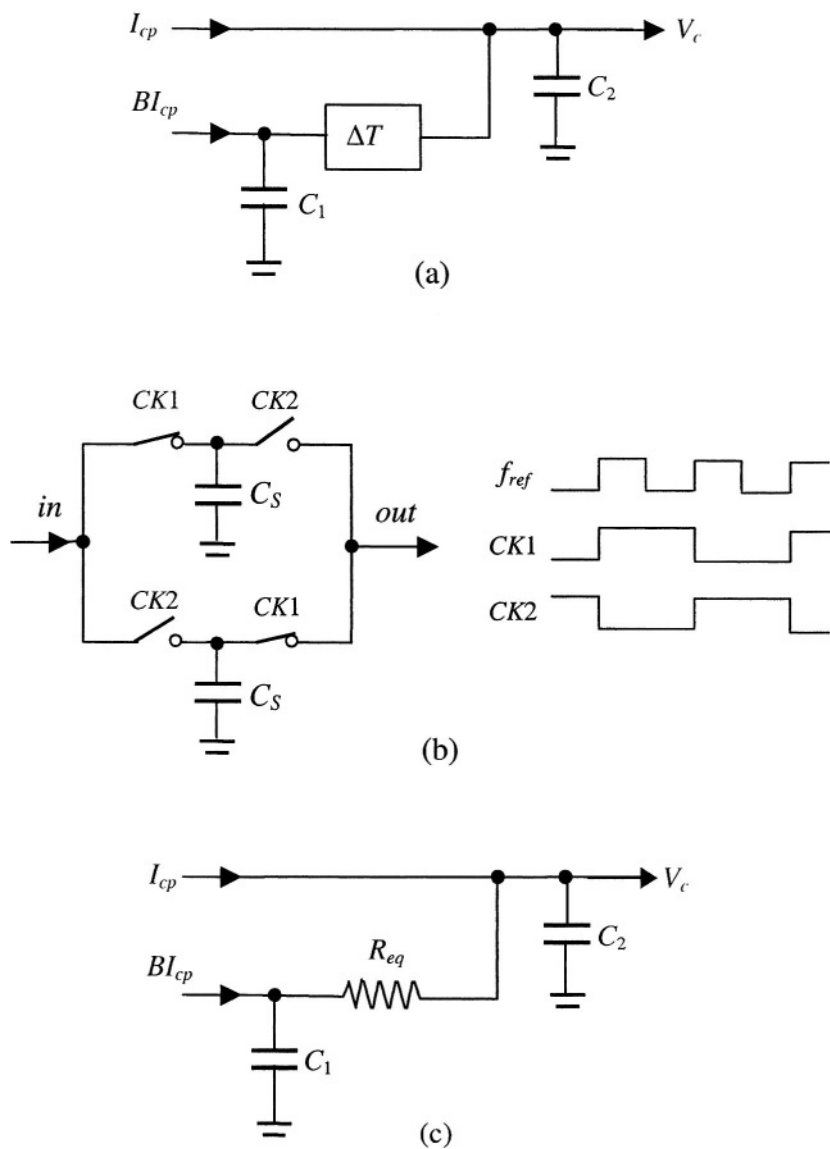 I_cp V_c
C_2
BI_cp
ΔT
C_1
(a)
CK1 CK2
f_ref
C_S
in out
CK1
CK2 CK1
CK2
C_S
(b)
I_cp V_c
C_2
R_eq
BI_cp
C_1
(c)